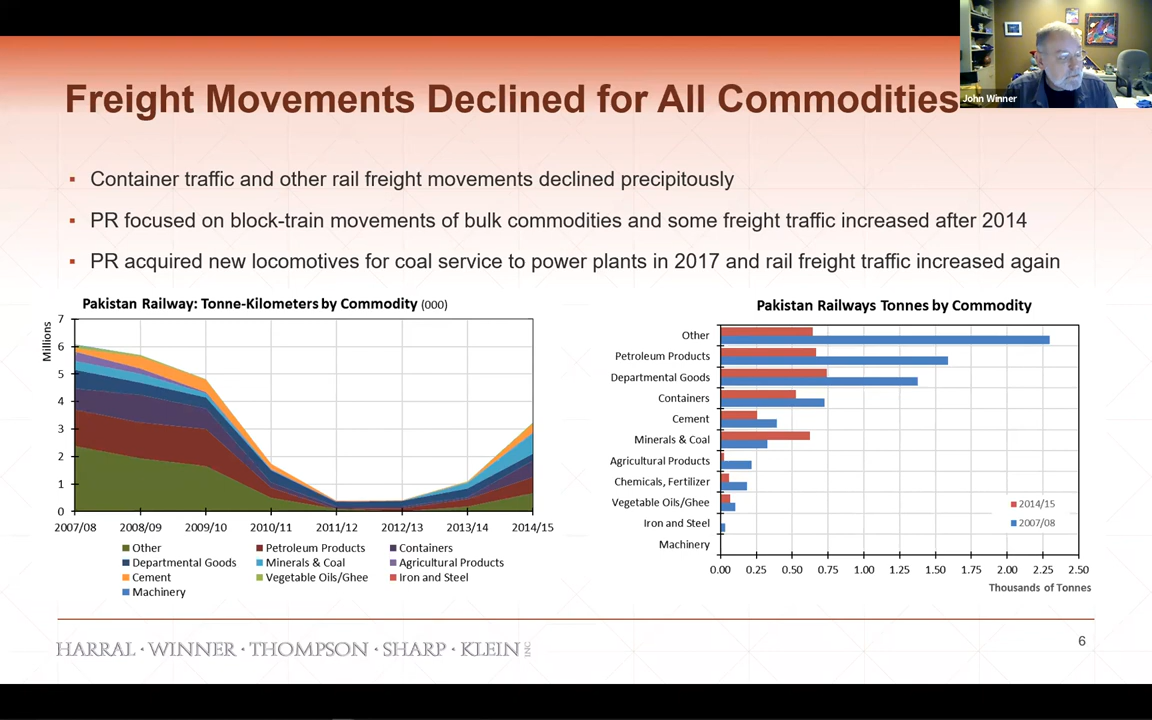 John Winner
Freight Movements Declined for All Commodities
▪ Container traffic and other rail freight movements declined precipitously
▪ PR focused on block-train movements of bulk commodities and some freight traffic increased after 2014
▪ PR acquired new locomotives for coal service to power plants in 2017 and rail freight traffic increased again
Pakistan Railway: Tonne-Kilometers by Commodity (000)
Millions
7
6
5
4
3
2
1
0
2007/08 2008/09 2009/10 2010/11 2011/12 2012/13 2013/14 2014/15
Other Petroleum Products Containers
Departmental Goods Minerals & Coal Agricultural Products
Cement Vegetable Oils/Ghee Iron and Steel
Machinery
Pakistan Railways Tonnes by Commodity
Other
Petroleum Products
Departmental Goods
Containers
Cement
Minerals & Coal
Agricultural Products
Chemicals, Fertilizer
Vegetable Oils/Ghee
Iron and Steel
Machinery
2014/15
2007/08
0.00 0.25 0.50 0.75 1.00 1.25 1.50 1.75 2.00 2.25 2.50
Thousands of Tonnes
HARRAL · WINNER · THOMPSON · SHARP · KLEIN INC
6